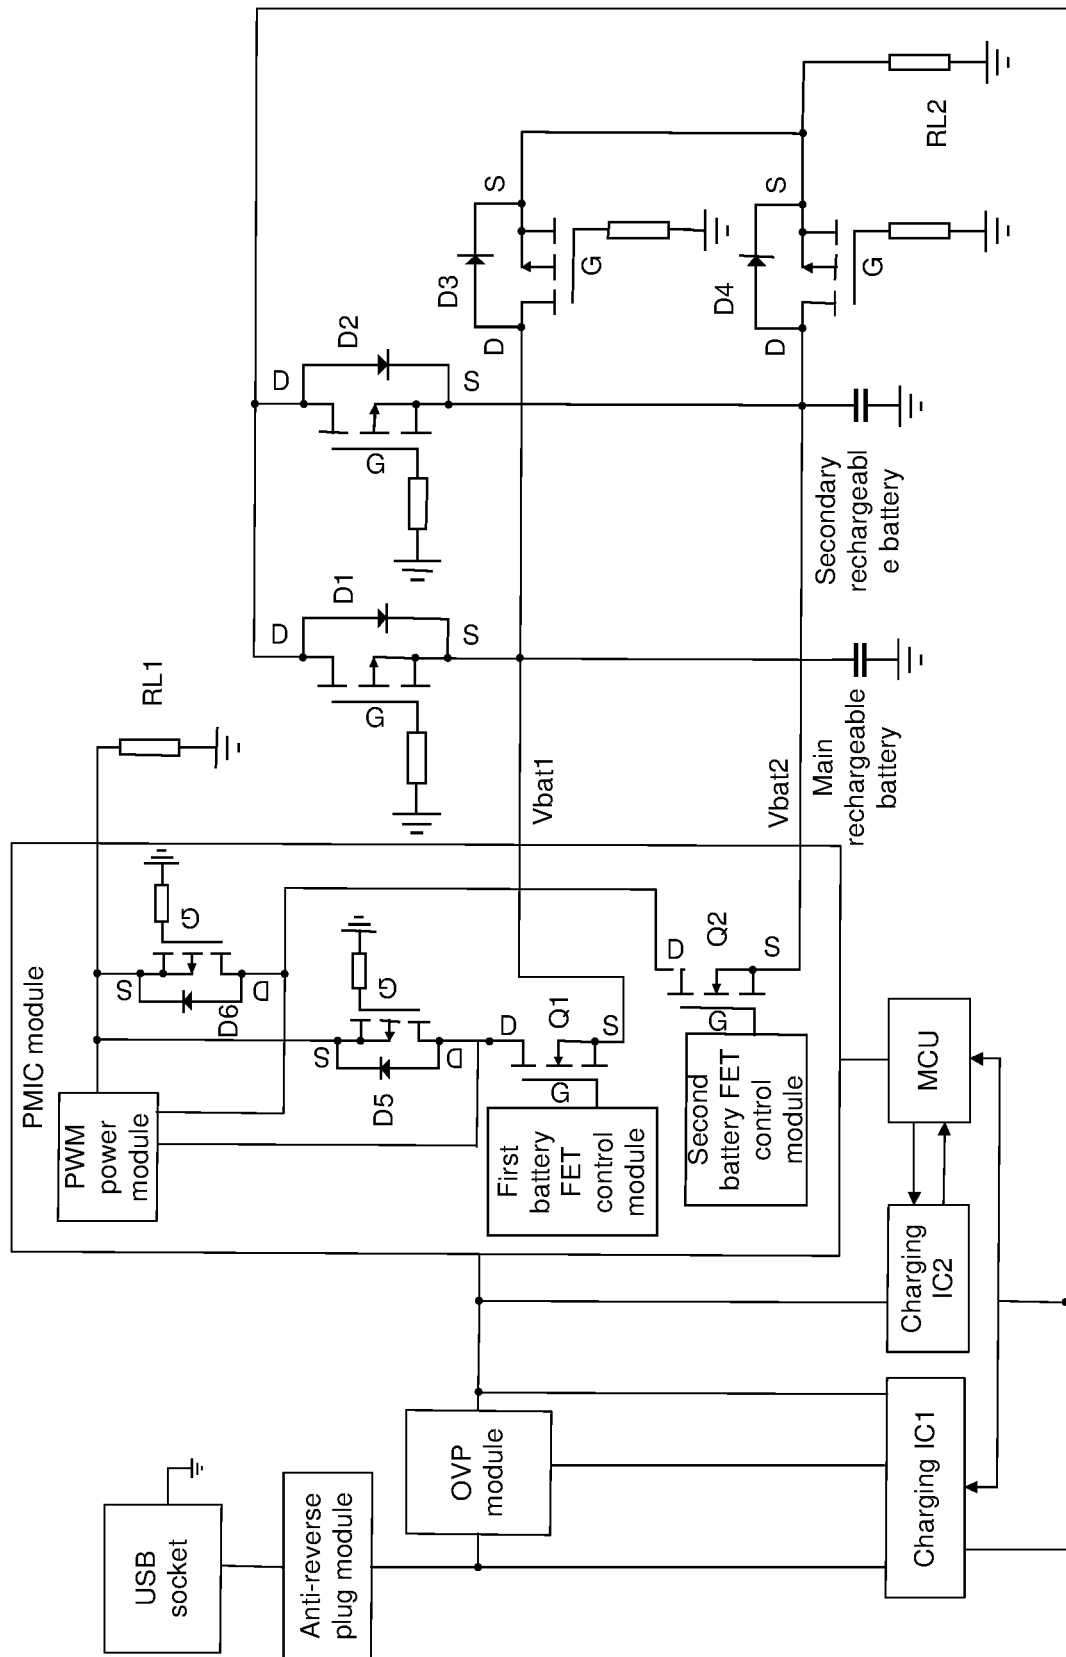 USB
socket
Anti-reverse
plug module
OVP
module
Charging IC1
Charging
IC2
MCU
PMIC module
PWM
power
module
S
D
G
D6
S
D
G
D5
D
S
G
Q1
First
battery
FET
control
module
D
S
G
Q2
Second
battery FET
control
module
RL1
Vbat1
Vbat2
D
S
G
D1
D
S
G
D2
Main
rechargeable
battery
Secondary
rechargeabl
e battery
D
S
G
D3
D
S
G
D4
RL2